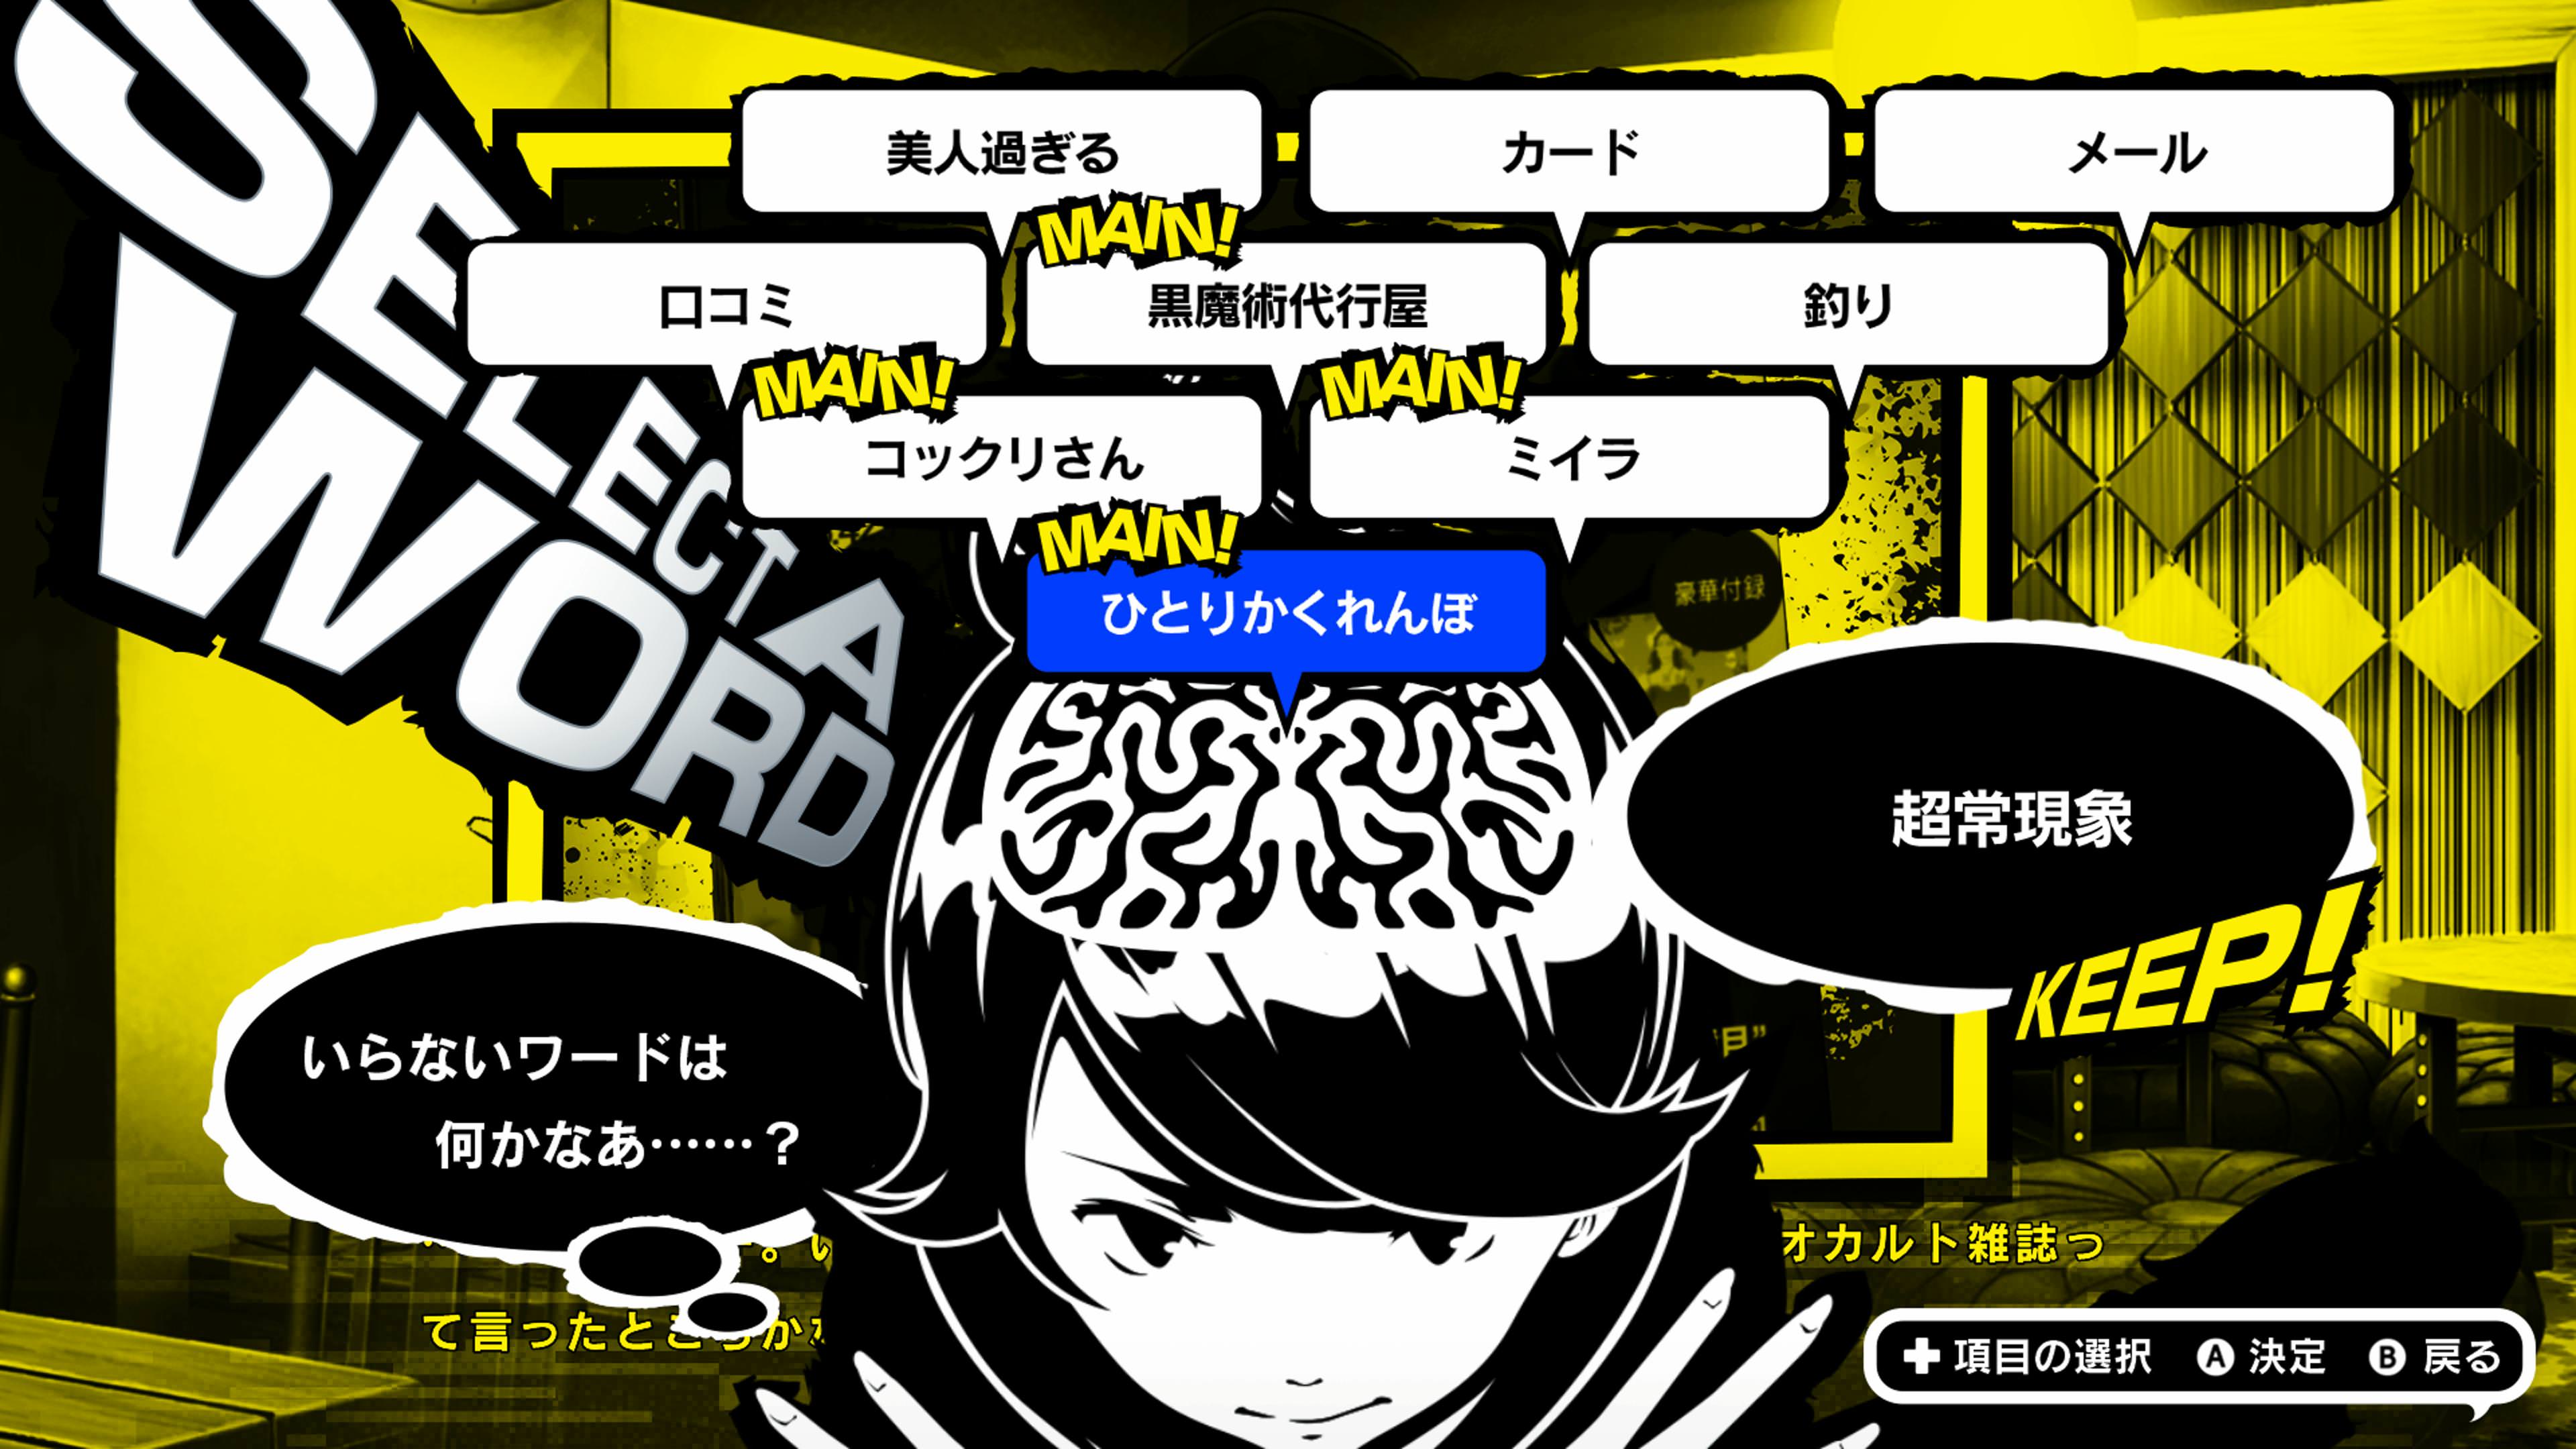 SELECT A
WORD
美人過ぎる
カード
メール
MAIN!
口コミ
黒魔術代行屋
釣り
MAIN!
MAIN!
コックリさん
ミイラ
MAIN!
ひとりかくれんぼ
豪華付録
超常現象
KEEP!
いらないワードは
何かなあ……？
月”
オカルト雑誌っ
て言ったところか
項目の選択 A 決定 B 戻る